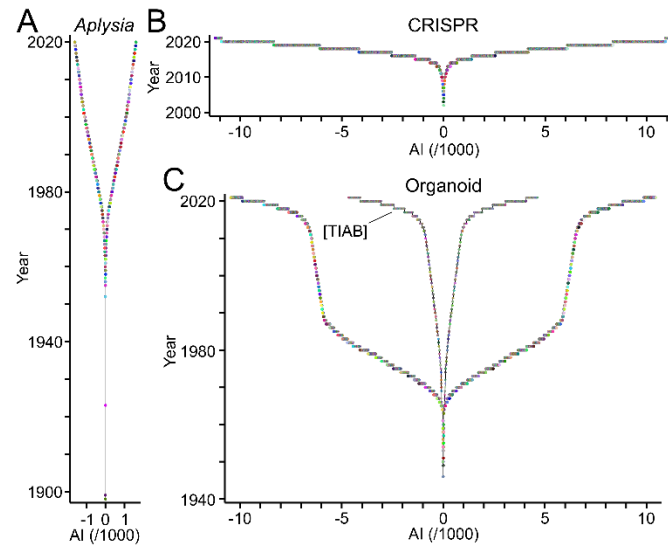 A
Aplysia
2020
1980
1940
1900
Year
-1 0 1
AI (/1000)
B
CRISPR
2020
2010
2000
Year
-10 -5 0 5 10
AI (/1000)
C
Organoid
2020
[TIAB]
1980
1940
Year
-10 -5 0 5 10
AI (/1000)